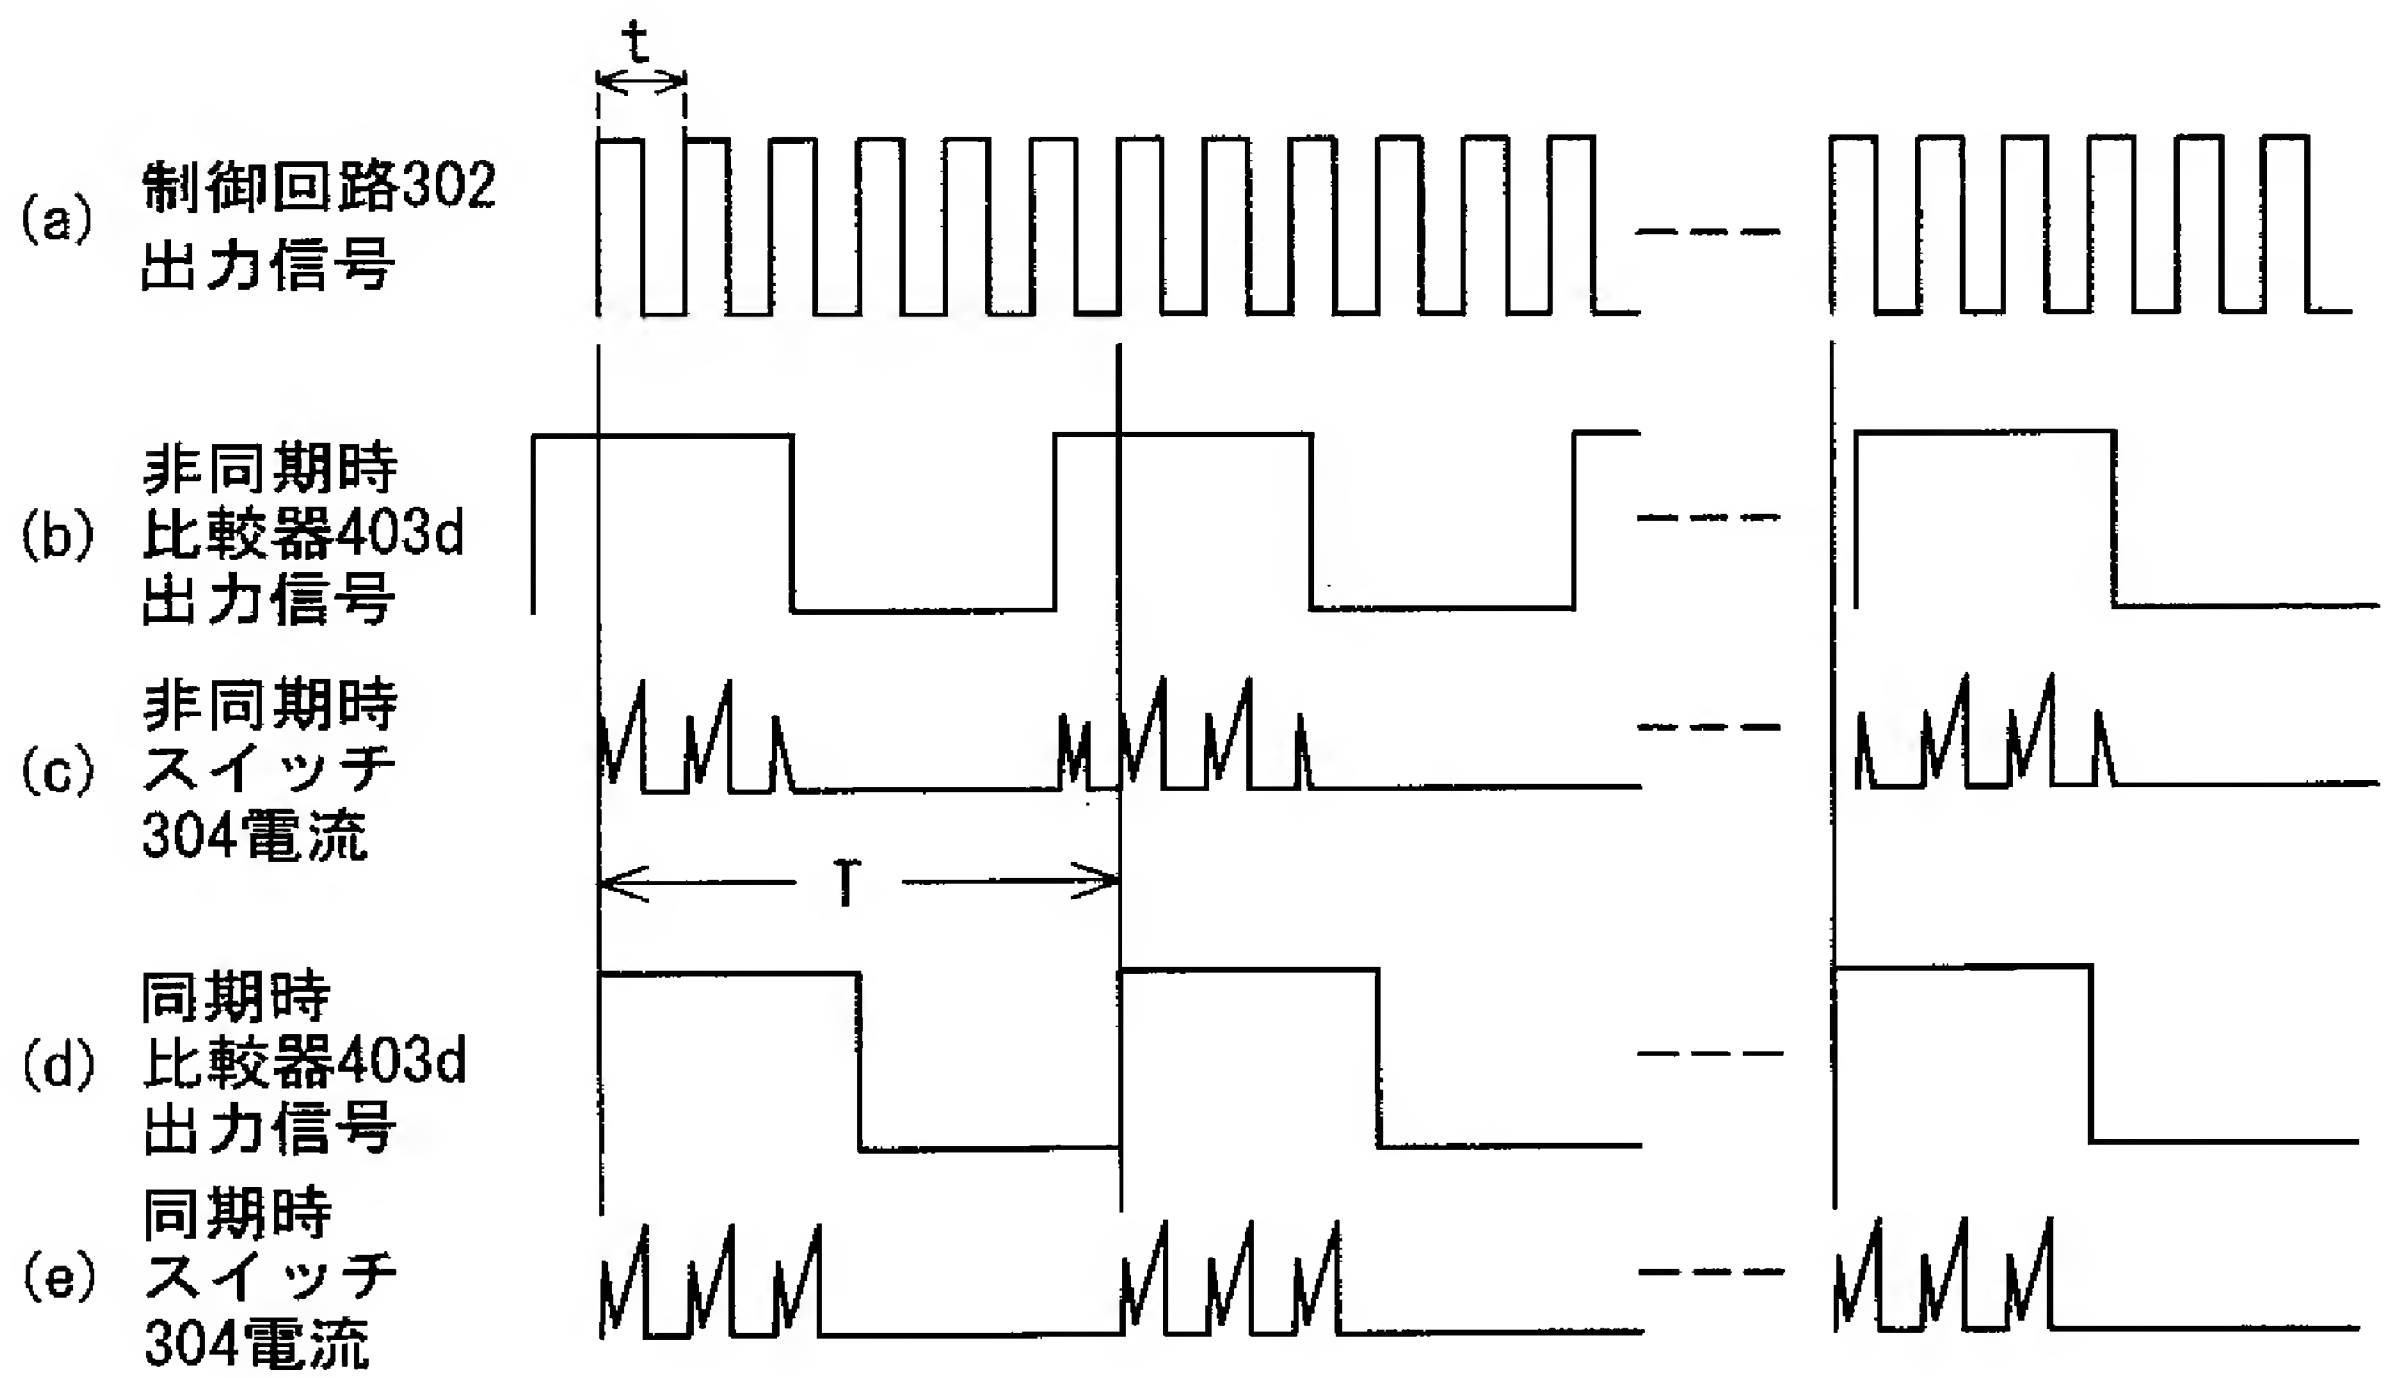 t
(a) 制御回路302
出力信号
非同期時
(b) 比較器403d
出力信号
非同期時
(c) スイッチ
304電流
T
同期時
(d) 比較器403d
出力信号
同期時
(e) スイッチ
304電流